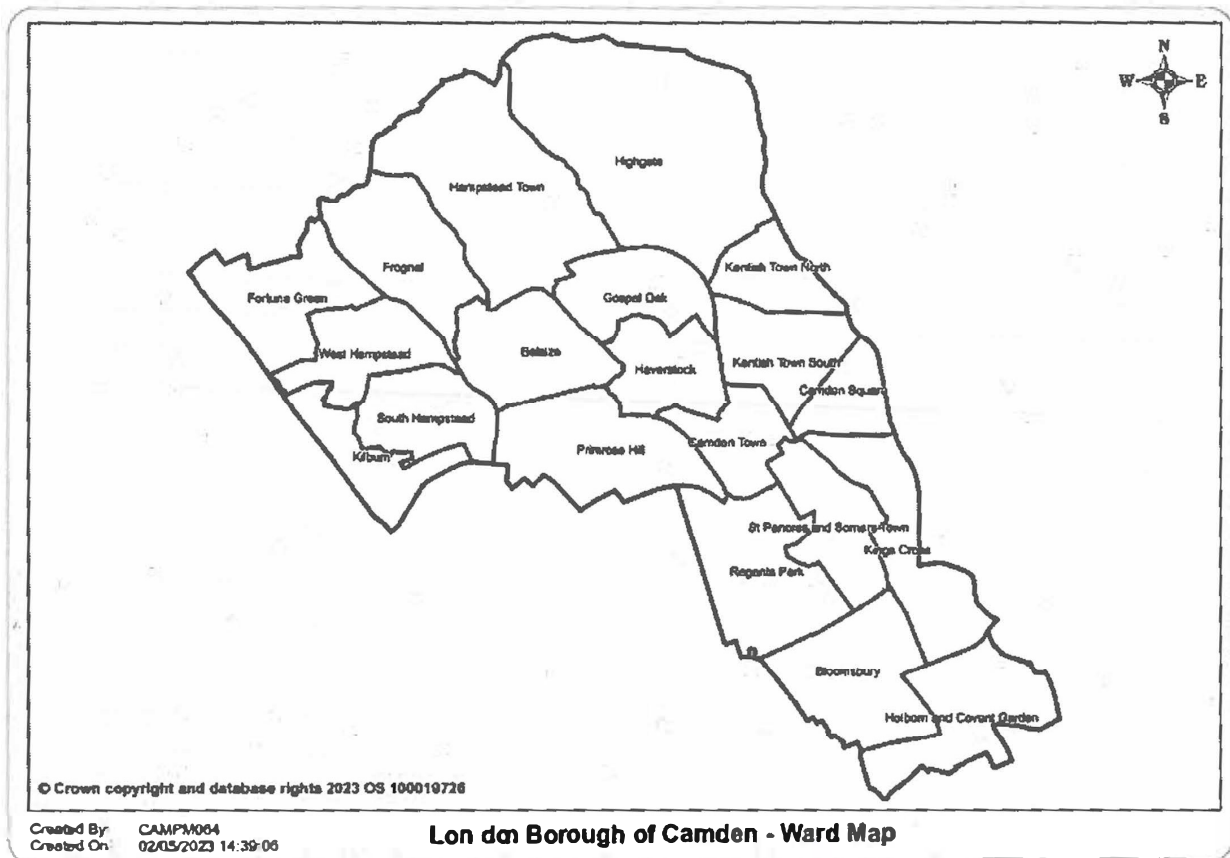 N
W E
S
Highgate
Hampstead Town
Frognal
Kentish Town North
Fortune Green
Gospel Oak
West Hampstead
Belsize
Kentish Town South
Haverstock
Camden Square
South Hampstead
Camden Town
Primrose Hill
Kilburn
St Pancras and Somers Town
Kings Cross
Regents Park
Bloomsbury
Holborn and Covent Garden
© Crown copyright and database rights 2023 OS 100019726
Created By: CAMPM064
Created On: 02/05/2023 14:39:06
London Borough of Camden - Ward Map